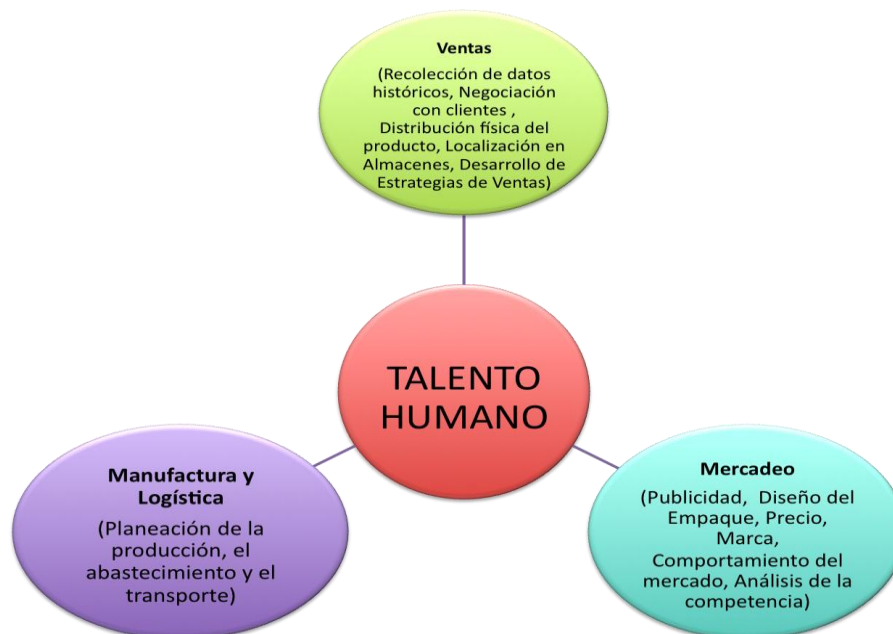 Ventas
(Recolección de datos
históricos, Negociación
con clientes ,
Distribución física del
producto, Localización en
Almacenes, Desarrollo de
Estrategias de Ventas)
TALENTO
HUMANO
Manufactura y
Logística
(Planeación de la
producción, el
abastecimiento y el
transporte)
Mercadeo
(Publicidad, Diseño del
Empaque, Precio,
Marca,
Comportamiento del
mercado, Análisis de la
competencia)